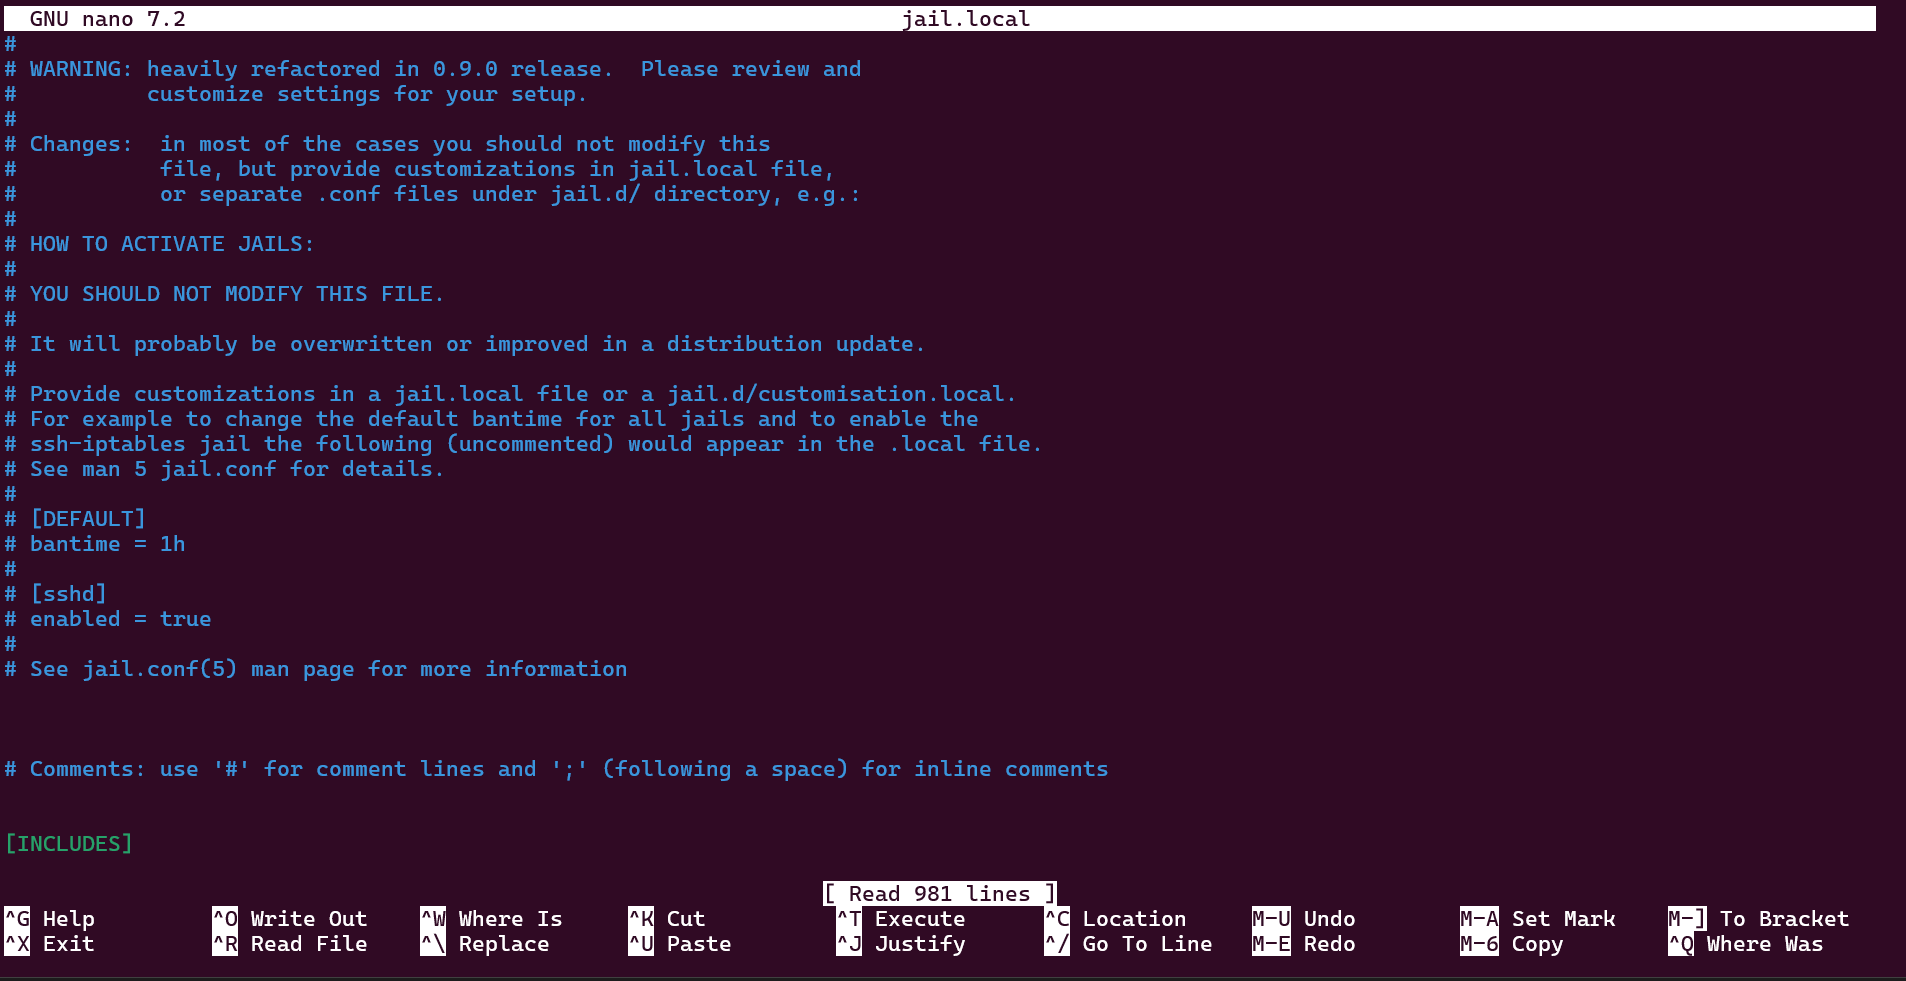 GNU nano 7.2 jail.local
#
# WARNING: heavily refactored in 0.9.0 release.  Please review and
#          customize settings for your setup.
#
# Changes:  in most of the cases you should not modify this
#           file, but provide customizations in jail.local file,
#           or separate .conf files under jail.d/ directory, e.g.:
#
# HOW TO ACTIVATE JAILS:
#
# YOU SHOULD NOT MODIFY THIS FILE.
#
# It will probably be overwritten or improved in a distribution update.
#
# Provide customizations in a jail.local file or a jail.d/customisation.local.
# For example to change the default bantime for all jails and to enable the
# ssh-iptables jail the following (uncommented) would appear in the .local file.
# See man 5 jail.conf for details.
#
# [DEFAULT]
# bantime = 1h
#
# [sshd]
# enabled = true
#
# See jail.conf(5) man page for more information
# Comments: use '#' for comment lines and ';' (following a space) for inline comments
[INCLUDES]
[ Read 981 lines ]
^G Help ^O Write Out ^W Where Is ^K Cut ^T Execute ^C Location M-U Undo M-A Set Mark M-] To Bracket
^X Exit ^R Read File ^\ Replace ^U Paste ^J Justify ^/ Go To Line M-E Redo M-6 Copy ^Q Where Was